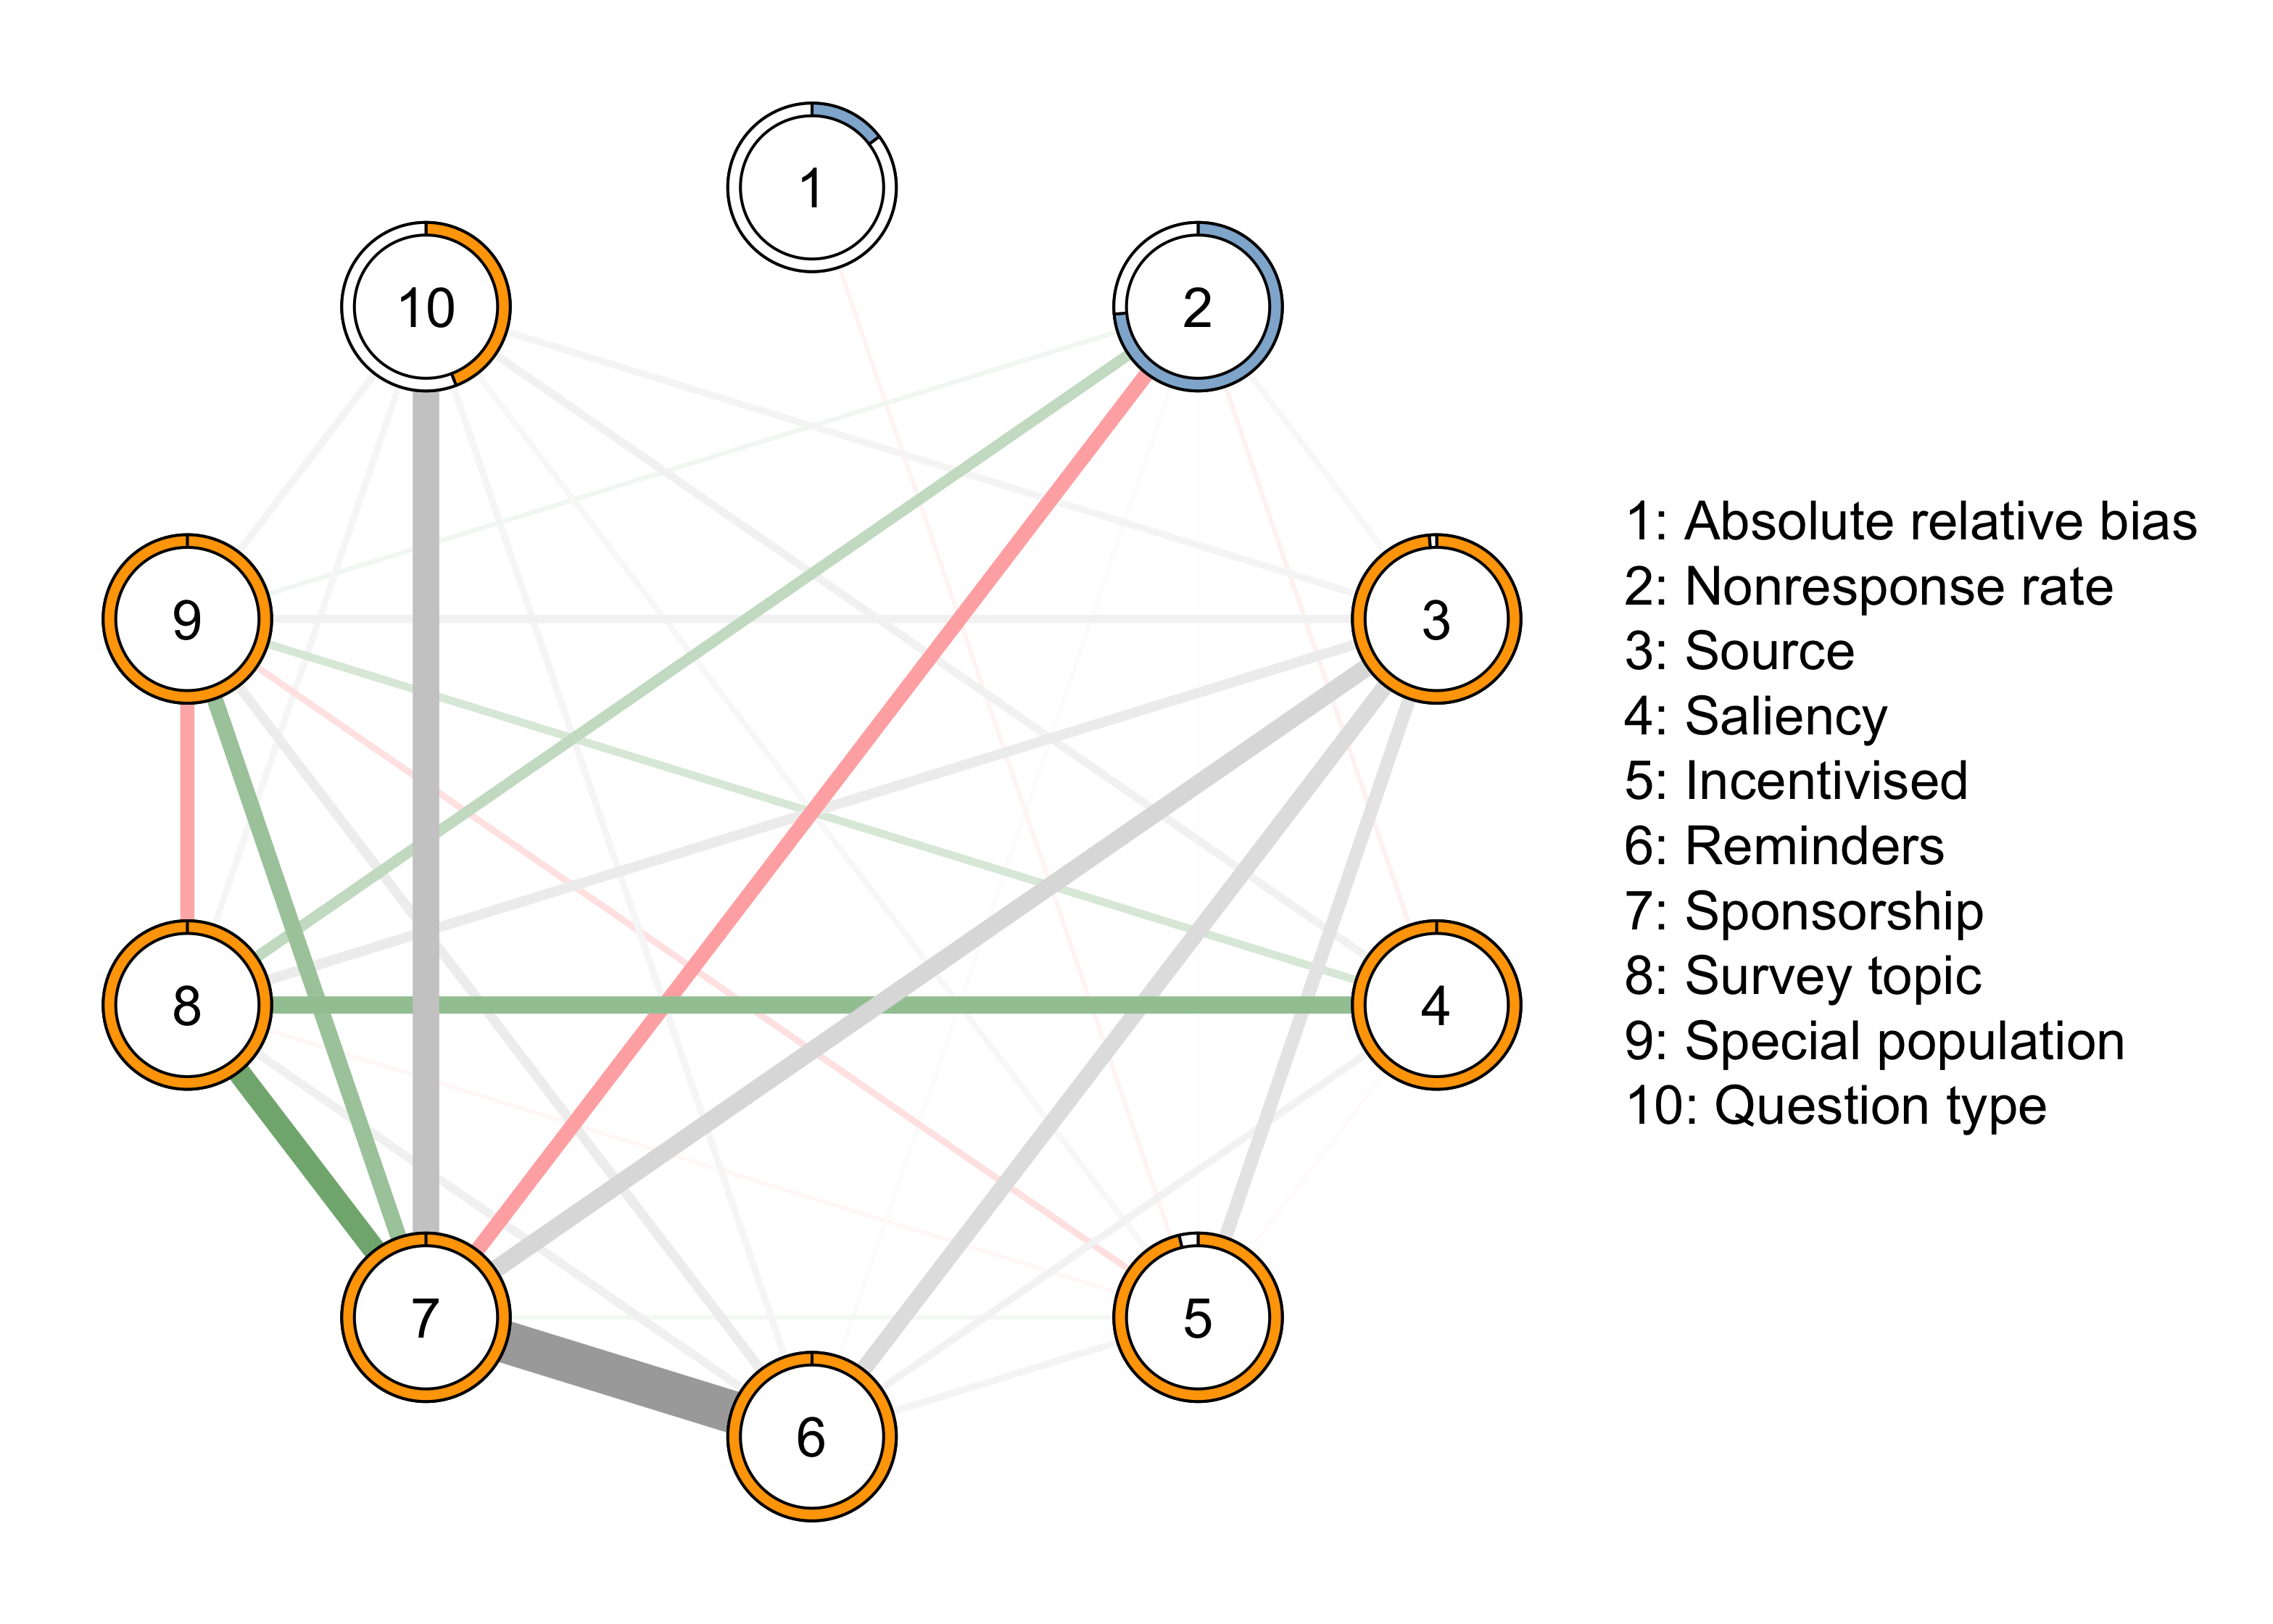 1
10
2
9
3
8
4
7
5
6
1: Absolute relative bias
2: Nonresponse rate
3: Source
4: Saliency
5: Incentivised
6: Reminders
7: Sponsorship
8: Survey topic
9: Special population
10: Question type